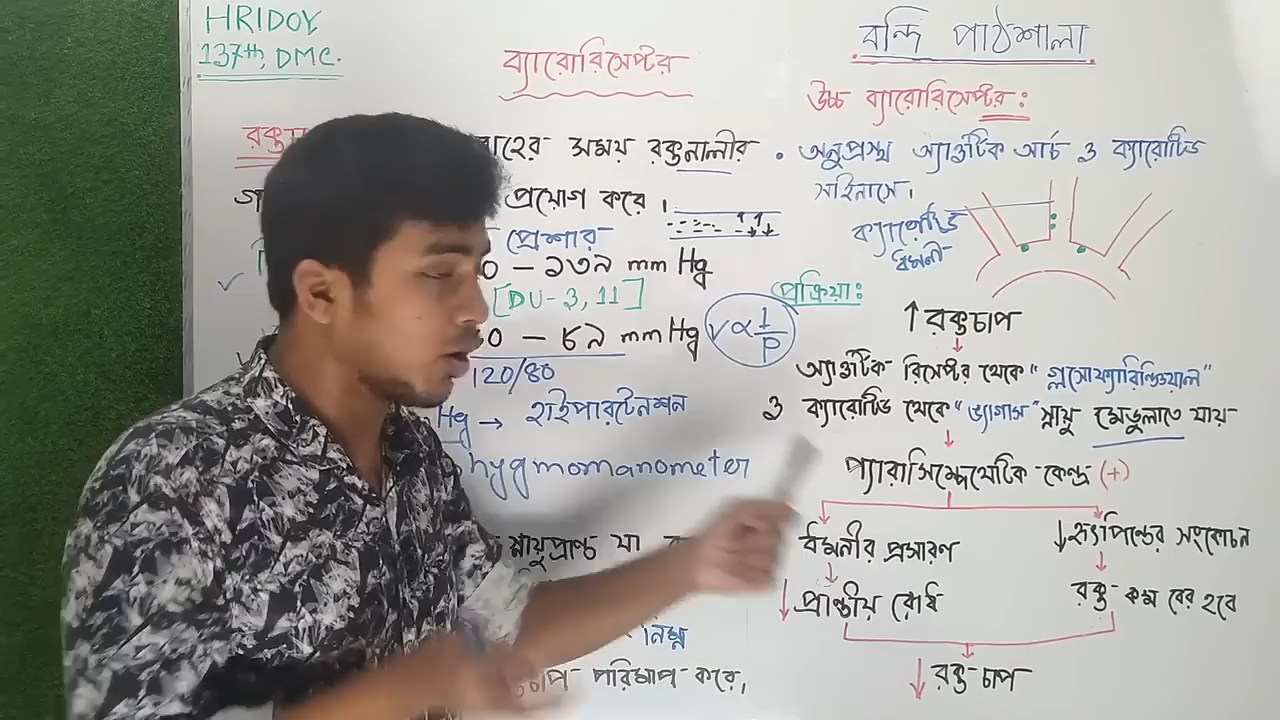 HRIDOY
137th, DMC.
ব্যারোরিসেপ্টর
সময় রক্তনালীর
প্রয়োগ করে।
প্রেশার
০ – ১৩৯ mm Hg
[DU-3, 11]
০ – ৮৯ mm Hg
120/80
V ∝ 1/P
Hg → হাইপারটেনশন
hygmomanometer
স্নায়ুপ্রান্ত যা
নিম্ন
পরিমাপ করে,
বন্দি পাঠশালা
উচ্চ ব্যারোরিসেপ্টর:
• অনুপ্রস্থ অ্যাওর্টিক আর্চ ও ক্যারোটিড
সাইনাসে।
ক্যারোটিড
ধমনী
প্রক্রিয়া:
↑ রক্তচাপ
অ্যাওর্টিক রিসেপ্টর থেকে "গ্লসোফ্যারিঞ্জিয়াল"
ও ক্যারোটিড থেকে "ভ্যাগাস" স্নায়ু মেডুলাতে যায়
প্যারাসিম্প্যেথেটিক কেন্দ্র (+)
ধমনীর প্রসারণ
↓ হৃৎপিন্ডের সংকোচন
↓ প্রান্তীয় রোধ
রক্ত কম বের হবে
↓ রক্তচাপ